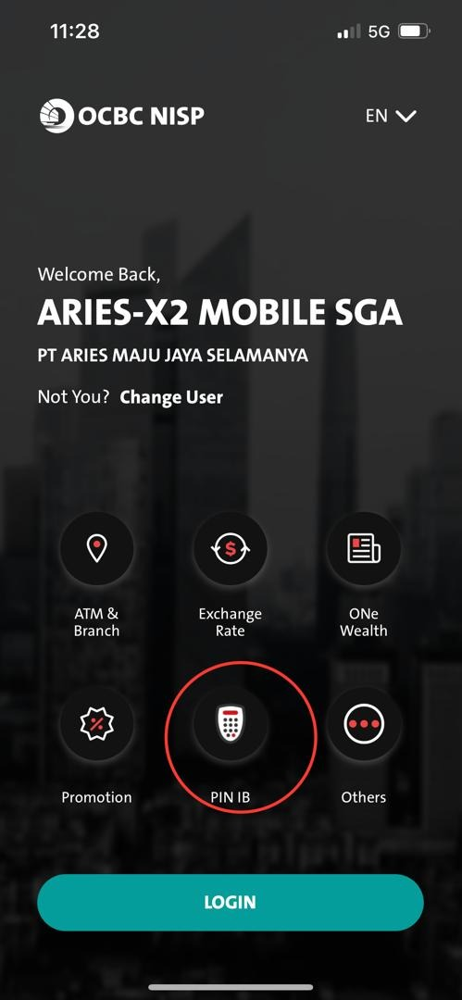 11:28
5G
OCBC NISP
EN
Welcome Back,
ARIES-X2 MOBILE SGA
PT ARIES MAJU JAYA SELAMANYA
Not You? Change User
$
ATM &
Branch
Exchange
Rate
ONe
Wealth
%
Promotion
PIN IB
Others
LOGIN